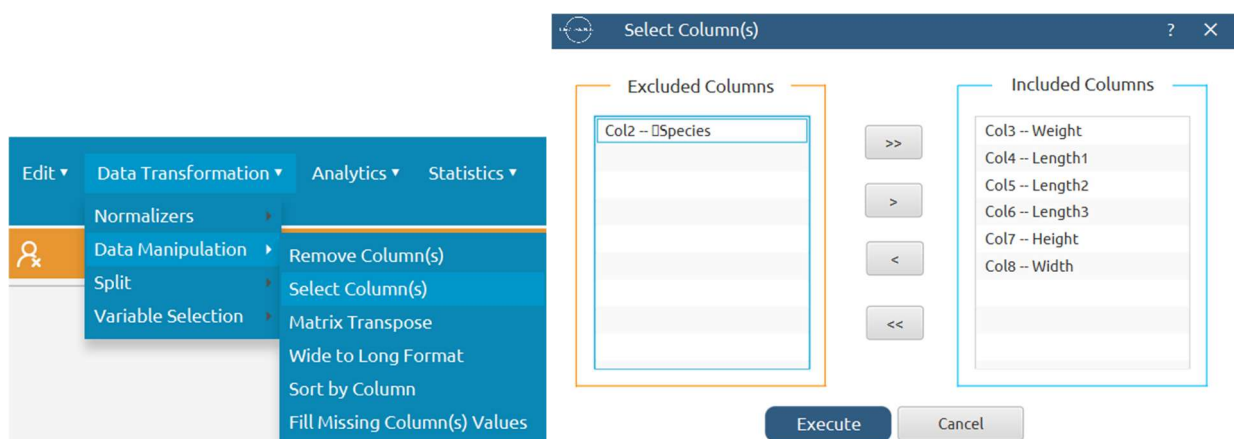 Edit ▾ Data Transformation ▾ Analytics ▾ Statistics ▾
Normalizers
Data Manipulation
Split
Variable Selection
Remove Column(s)
Select Column(s)
Matrix Transpose
Wide to Long Format
Sort by Column
Fill Missing Column(s) Values
Select Column(s) ? ×
Excluded Columns
Col2 -- ▯Species
>>
>
<
<<
Included Columns
Col3 -- Weight
Col4 -- Length1
Col5 -- Length2
Col6 -- Length3
Col7 -- Height
Col8 -- Width
Execute Cancel